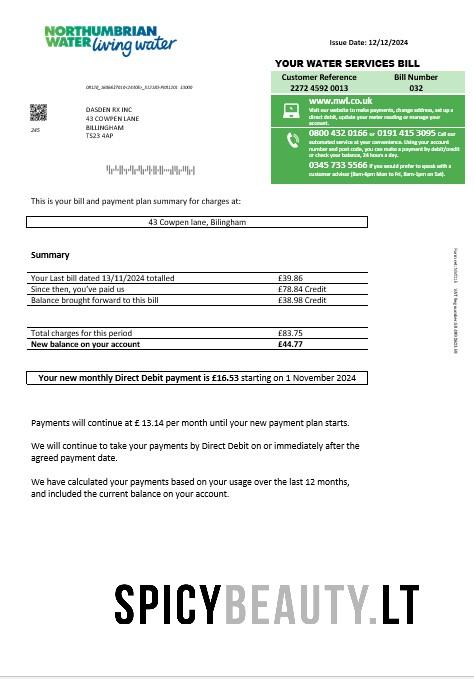 NORTHUMBRIAN
WATER living water
Issue Date: 12/12/2024
YOUR WATER SERVICES BILL
Customer Reference Bill Number
2272 4592 0013 032
www.nwl.co.uk
Visit our website to make payments, change address, set up a
direct debit, update your meter reading or manage your
account.
0800 432 0166 or 0191 415 3095 Call our
automated service at your convenience. Using your account
number and post code, you can make a payment by debit/credit
or check your balance, 24 hours a day.
0345 733 5566 If you would prefer to speak with a
customer advisor (8am-6pm Mon to Fri, 8am-1pm on Sat).
DASDEN RX INC
43 COWPEN LANE
BILLINGHAM
TS23 4AP
245
This is your bill and payment plan summary for charges at:
43 Cowpen lane, Bilingham
Summary
Your Last bill dated 13/11/2024 totalled £39.86
Since then, you've paid us £78.84 Credit
Balance brought forward to this bill £38.98 Credit
Total charges for this period £83.75
New balance on your account £44.77
Your new monthly Direct Debit payment is £16.53 starting on 1 November 2024
Payments will continue at £ 13.14 per month until your new payment plan starts.
We will continue to take your payments by Direct Debit on or immediately after the
agreed payment date.
We have calculated your payments based on your usage over the last 12 months,
and included the current balance on your account.
SPICYBEAUTY.LT